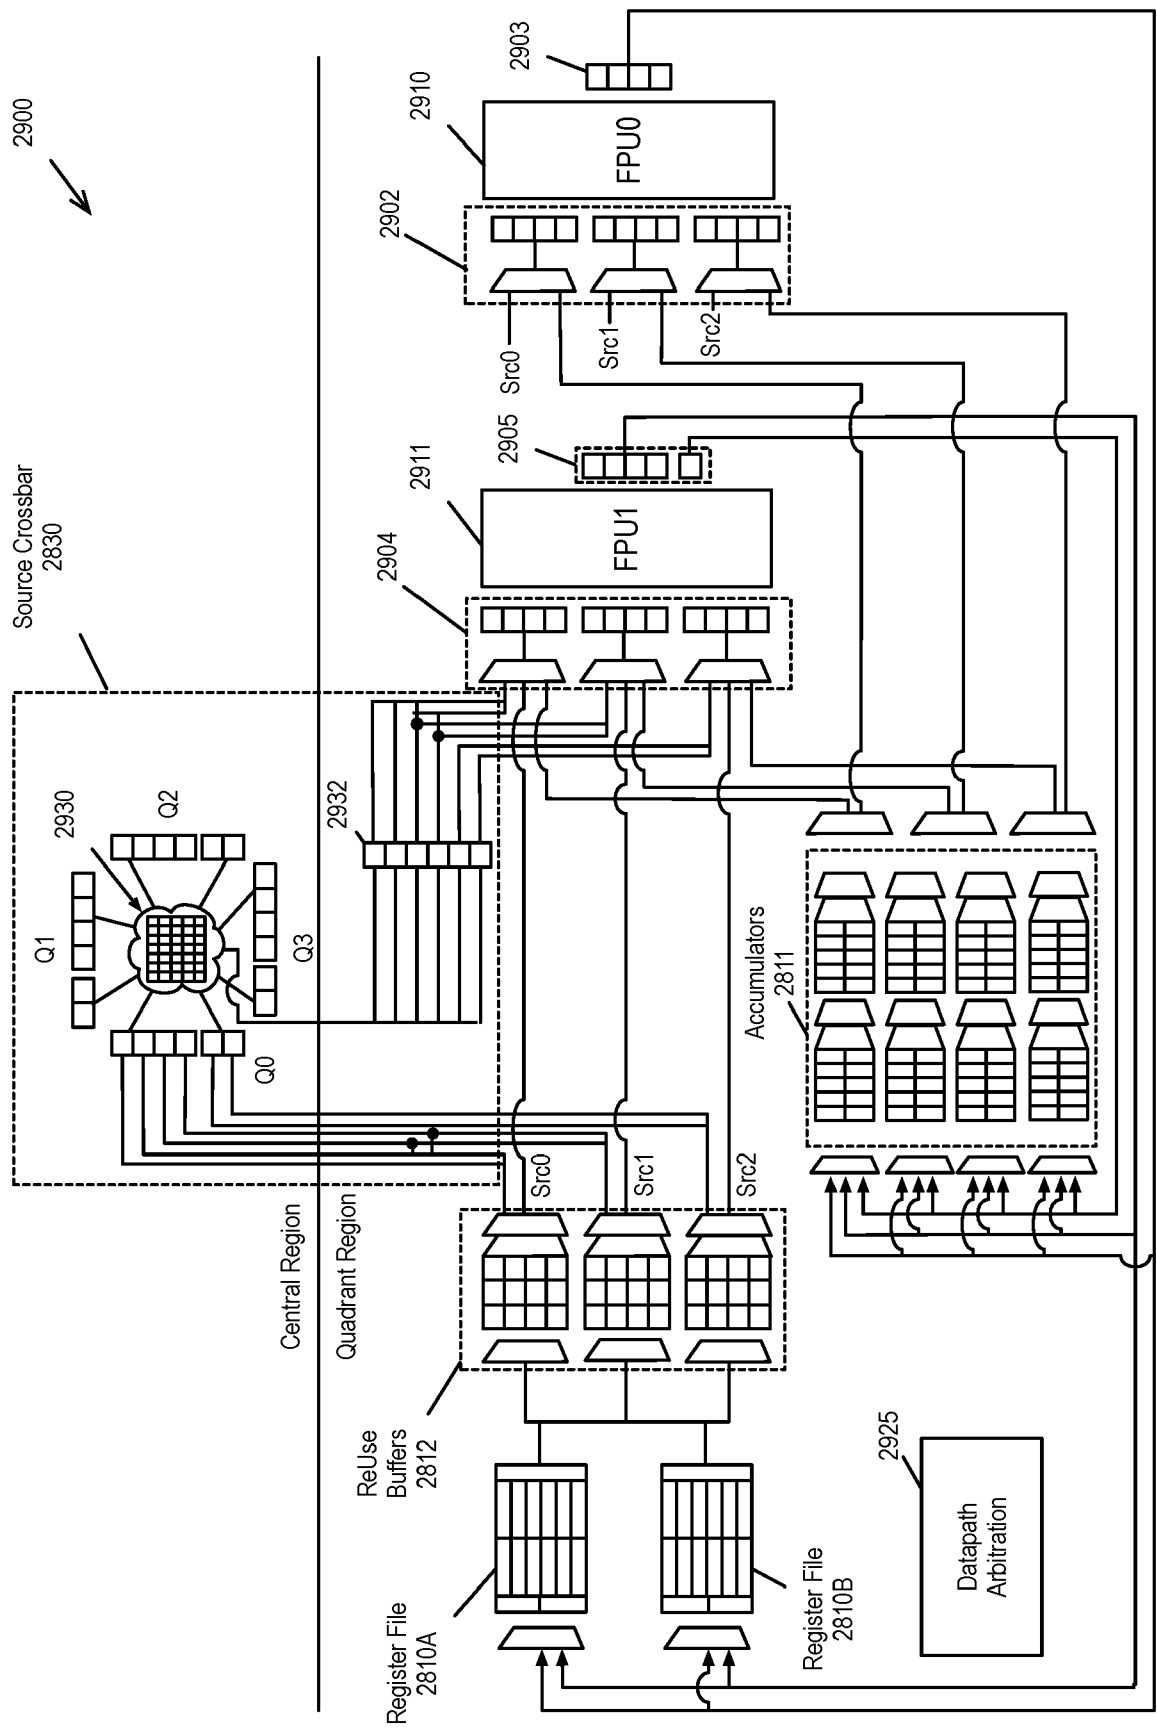 2900
Source Crossbar
2830
2930
Q1
Q2
Q3
Q0
2932
Central Region
Quadrant Region
ReUse
Buffers
2812
Src0
Src1
Src2
2904
2911
FPU1
2905
2902
2910
FPU0
2903
Src0
Src1
Src2
Register File
2810A
Register File
2810B
Accumulators
2811
2925
Datapath
Arbitration